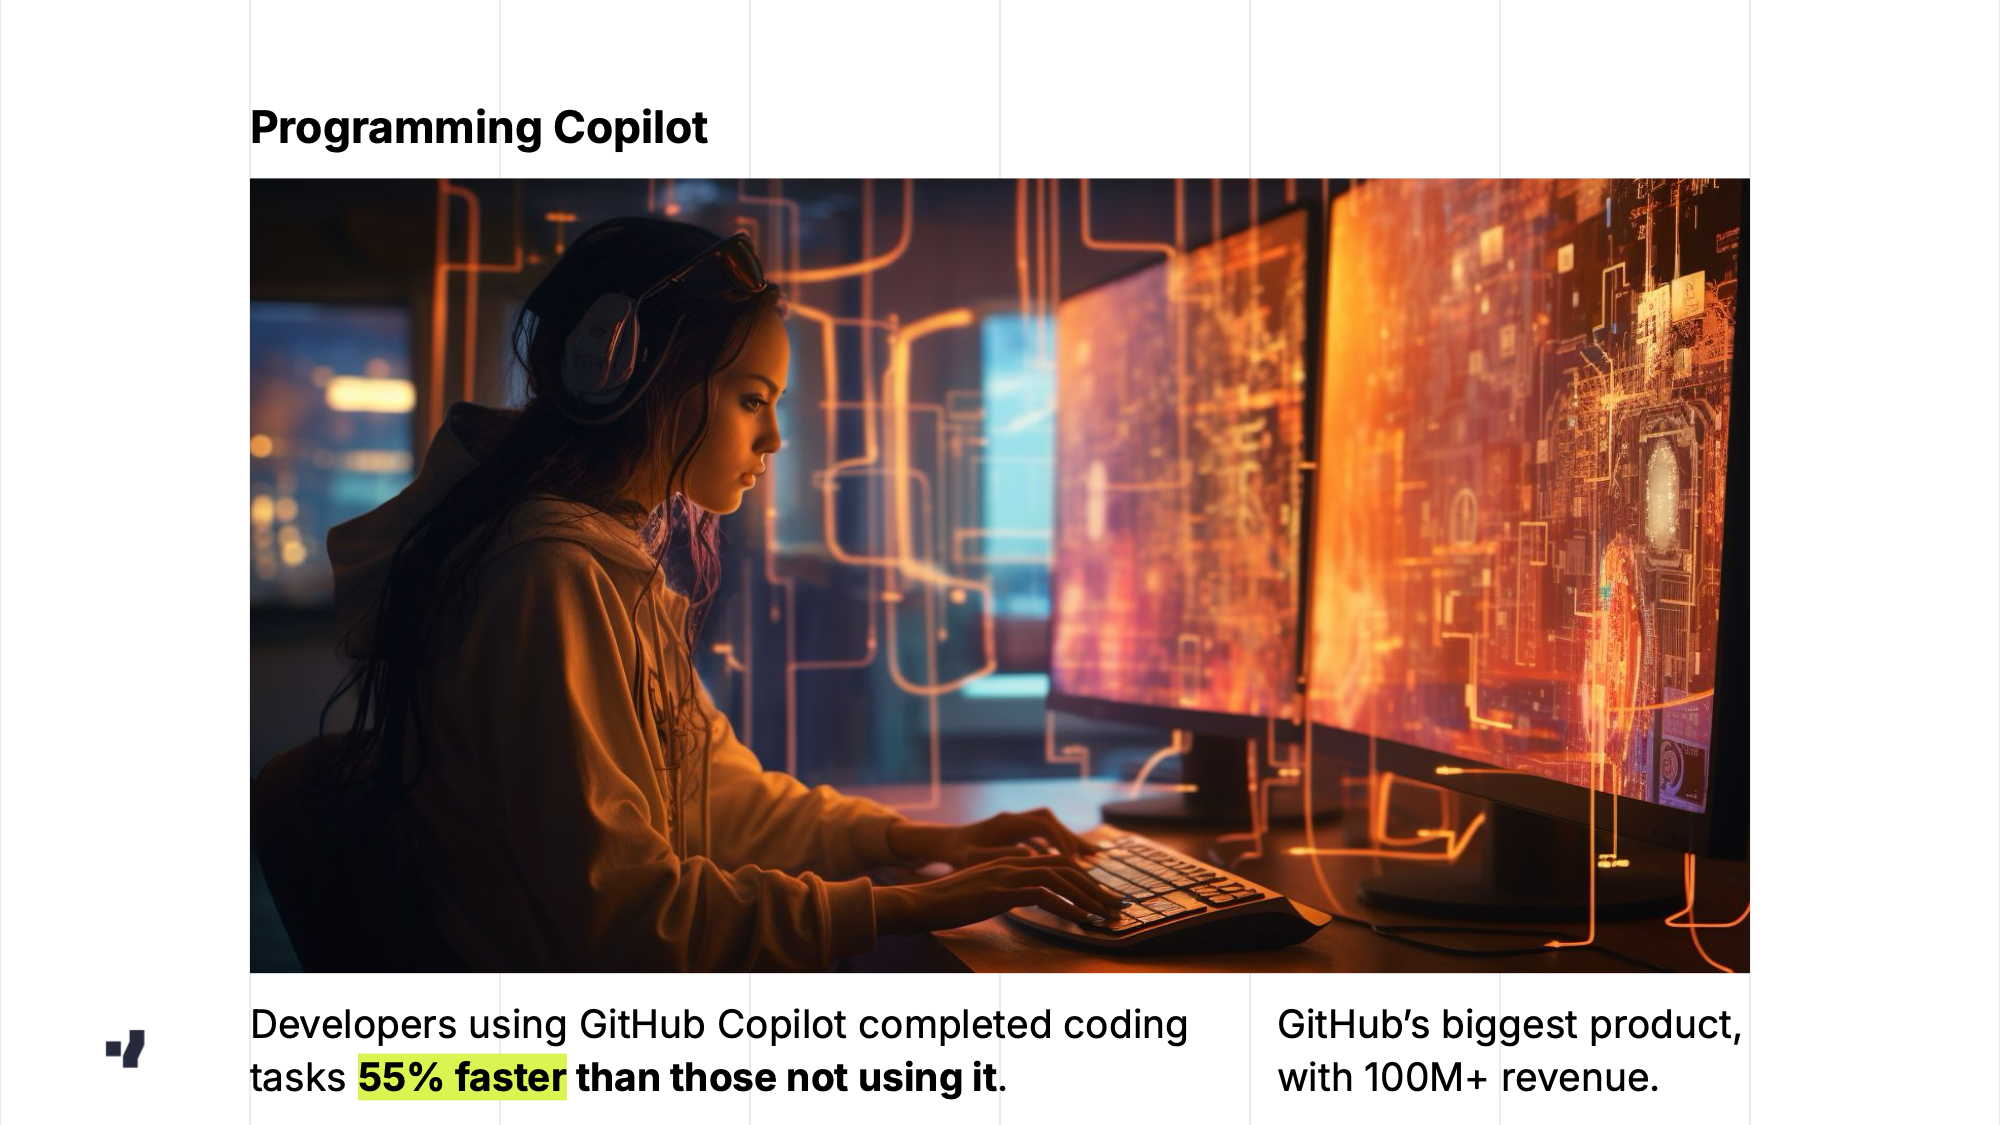 Programming Copilot
Developers using GitHub Copilot completed coding
tasks 55% faster than those not using it.
GitHub’s biggest product,
with 100M+ revenue.